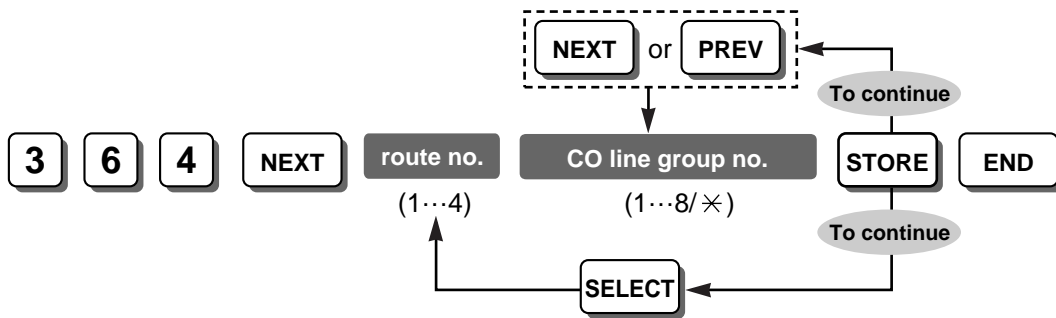 NEXT or PREV
To continue
3 6 4 NEXT route no. CO line group no. STORE END
(1···4) (1···8/✳)
To continue
SELECT